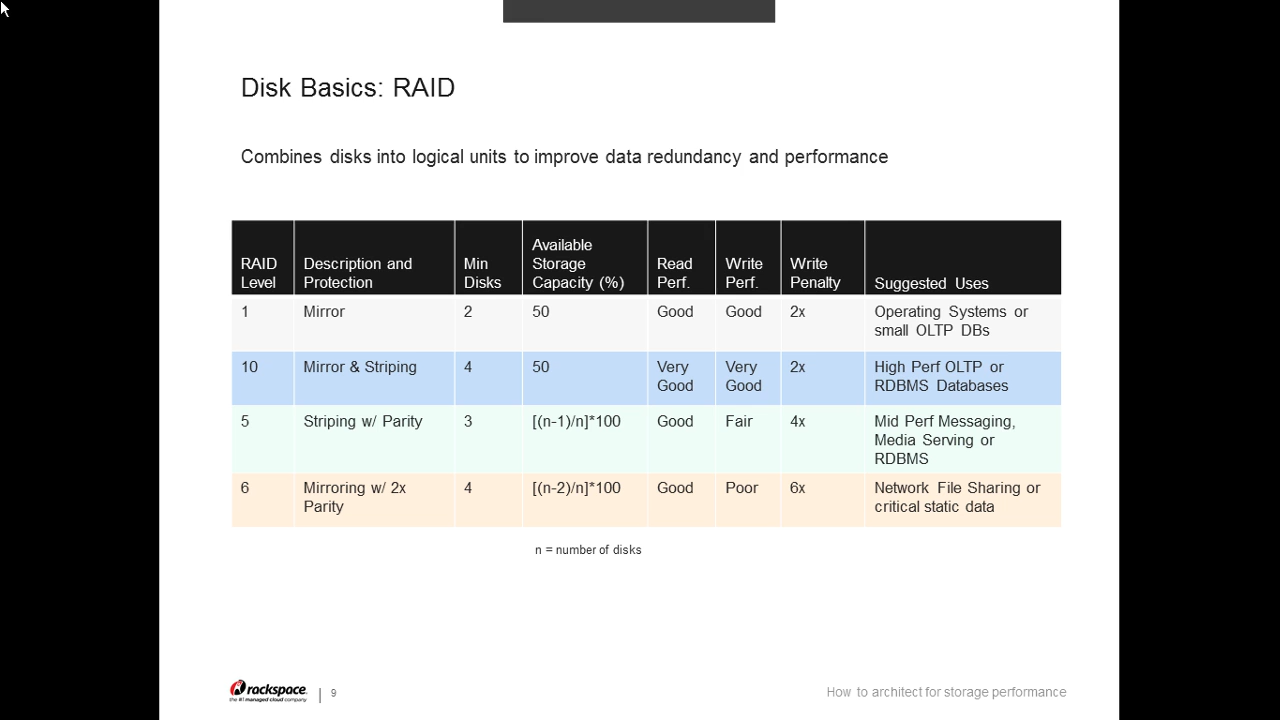 Disk Basics: RAID
Combines disks into logical units to improve data redundancy and performance
RAID Level | Description and Protection | Min Disks | Available Storage Capacity (%) | Read Perf. | Write Perf. | Write Penalty | Suggested Uses
1 | Mirror | 2 | 50 | Good | Good | 2x | Operating Systems or small OLTP DBs
10 | Mirror & Striping | 4 | 50 | Very Good | Very Good | 2x | High Perf OLTP or RDBMS Databases
5 | Striping w/ Parity | 3 | [(n-1)/n]*100 | Good | Fair | 4x | Mid Perf Messaging, Media Serving or RDBMS
6 | Mirroring w/ 2x Parity | 4 | [(n-2)/n]*100 | Good | Poor | 6x | Network File Sharing or critical static data
n = number of disks
rackspace.
the #1 managed cloud company
9
How to architect for storage performance